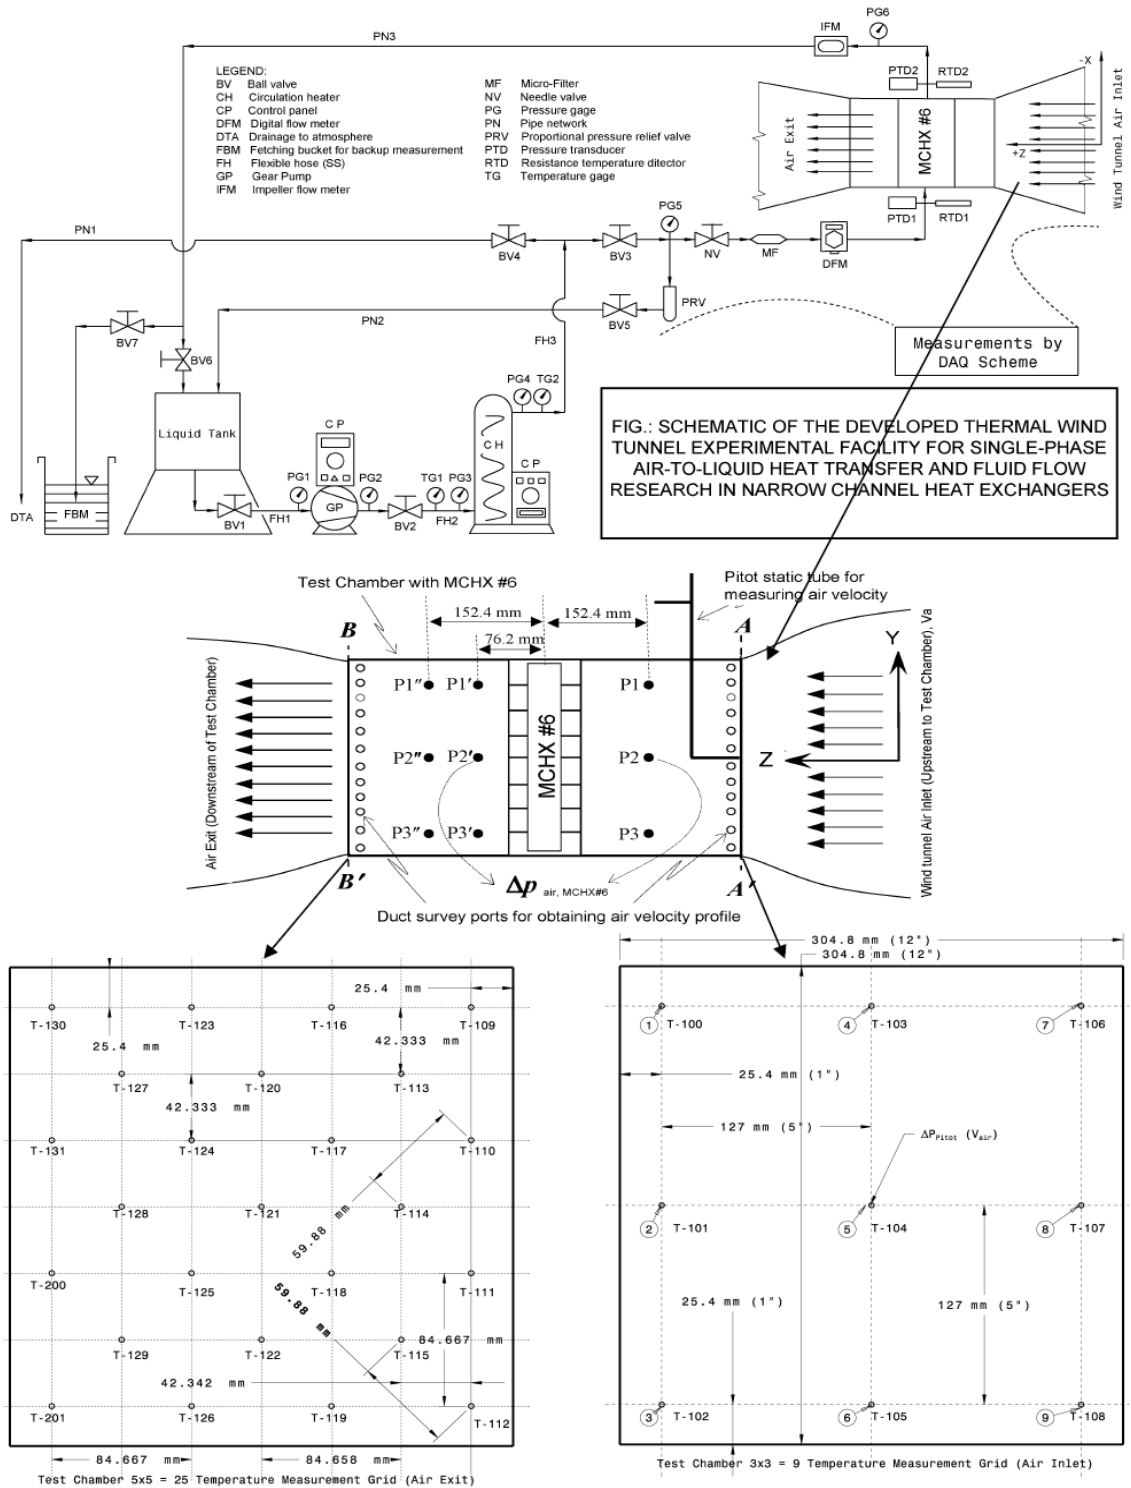 PG6
IFM
PN3
LEGEND:
BV Ball valve
CH Circulation heater
CP Control panel
DFM Digital flow meter
DTA Drainage to atmosphere
FBM Fetching bucket for backup measurement
FH Flexible hose (SS)
GP Gear Pump
IFM Impeller flow meter
MF Micro-Filter
NV Needle valve
PG Pressure gage
PN Pipe network
PRV Proportional pressure relief valve
PTD Pressure transducer
RTD Resistance temperature ditector
TG Temperature gage
PTD2 RTD2
-X
+Z
Air Exit
MCHX #6
Wind Tunnel Air Inlet
PTD1 RTD1
PG5
PN1
BV4
BV3
NV
MF
DFM
PRV
BV5
PN2
FH3
BV7
BV6
Measurements by
DAQ Scheme
PG4 TG2
Liquid Tank
C P
C H
C P
PG1
PG2
TG1 PG3
GP
DTA
FBM
BV1
FH1
BV2
FH2
FIG.: SCHEMATIC OF THE DEVELOPED THERMAL WIND
TUNNEL EXPERIMENTAL FACILITY FOR SINGLE-PHASE
AIR-TO-LIQUID HEAT TRANSFER AND FLUID FLOW
RESEARCH IN NARROW CHANNEL HEAT EXCHANGERS
Test Chamber with MCHX #6
Pitot static tube for
measuring air velocity
152.4 mm
152.4 mm
76.2 mm
B
A
Y
Z
P1″ P1′ P1
P2″ P2′ P2
P3″ P3′ P3
MCHX #6
Air Exit (Downstream of Test Chamber)
Wind tunnel Air Inlet (Upstream to Test Chamber), Va
B′
A′
Δp air, MCHX#6
Duct survey ports for obtaining air velocity profile
25.4 mm
T-130 T-123 T-116 T-109
25.4 mm
42.333 mm
T-127 T-120 T-113
42.333 mm
T-131 T-124 T-117 T-110
T-128 T-121 T-114
59.88 mm
T-200 T-125 T-118 T-111
59.88 mm
84.667 mm
T-129 T-122 T-115
42.342 mm
T-201 T-126 T-119 T-112
84.667 mm
84.658 mm
Test Chamber 5x5 = 25 Temperature Measurement Grid (Air Exit)
304.8 mm (12")
304.8 mm (12")
1 T-100 4 T-103 7 T-106
25.4 mm (1")
127 mm (5")
ΔPPitot (Vair)
2 T-101 5 T-104 8 T-107
25.4 mm (1")
127 mm (5")
3 T-102 6 T-105 9 T-108
Test Chamber 3x3 = 9 Temperature Measurement Grid (Air Inlet)